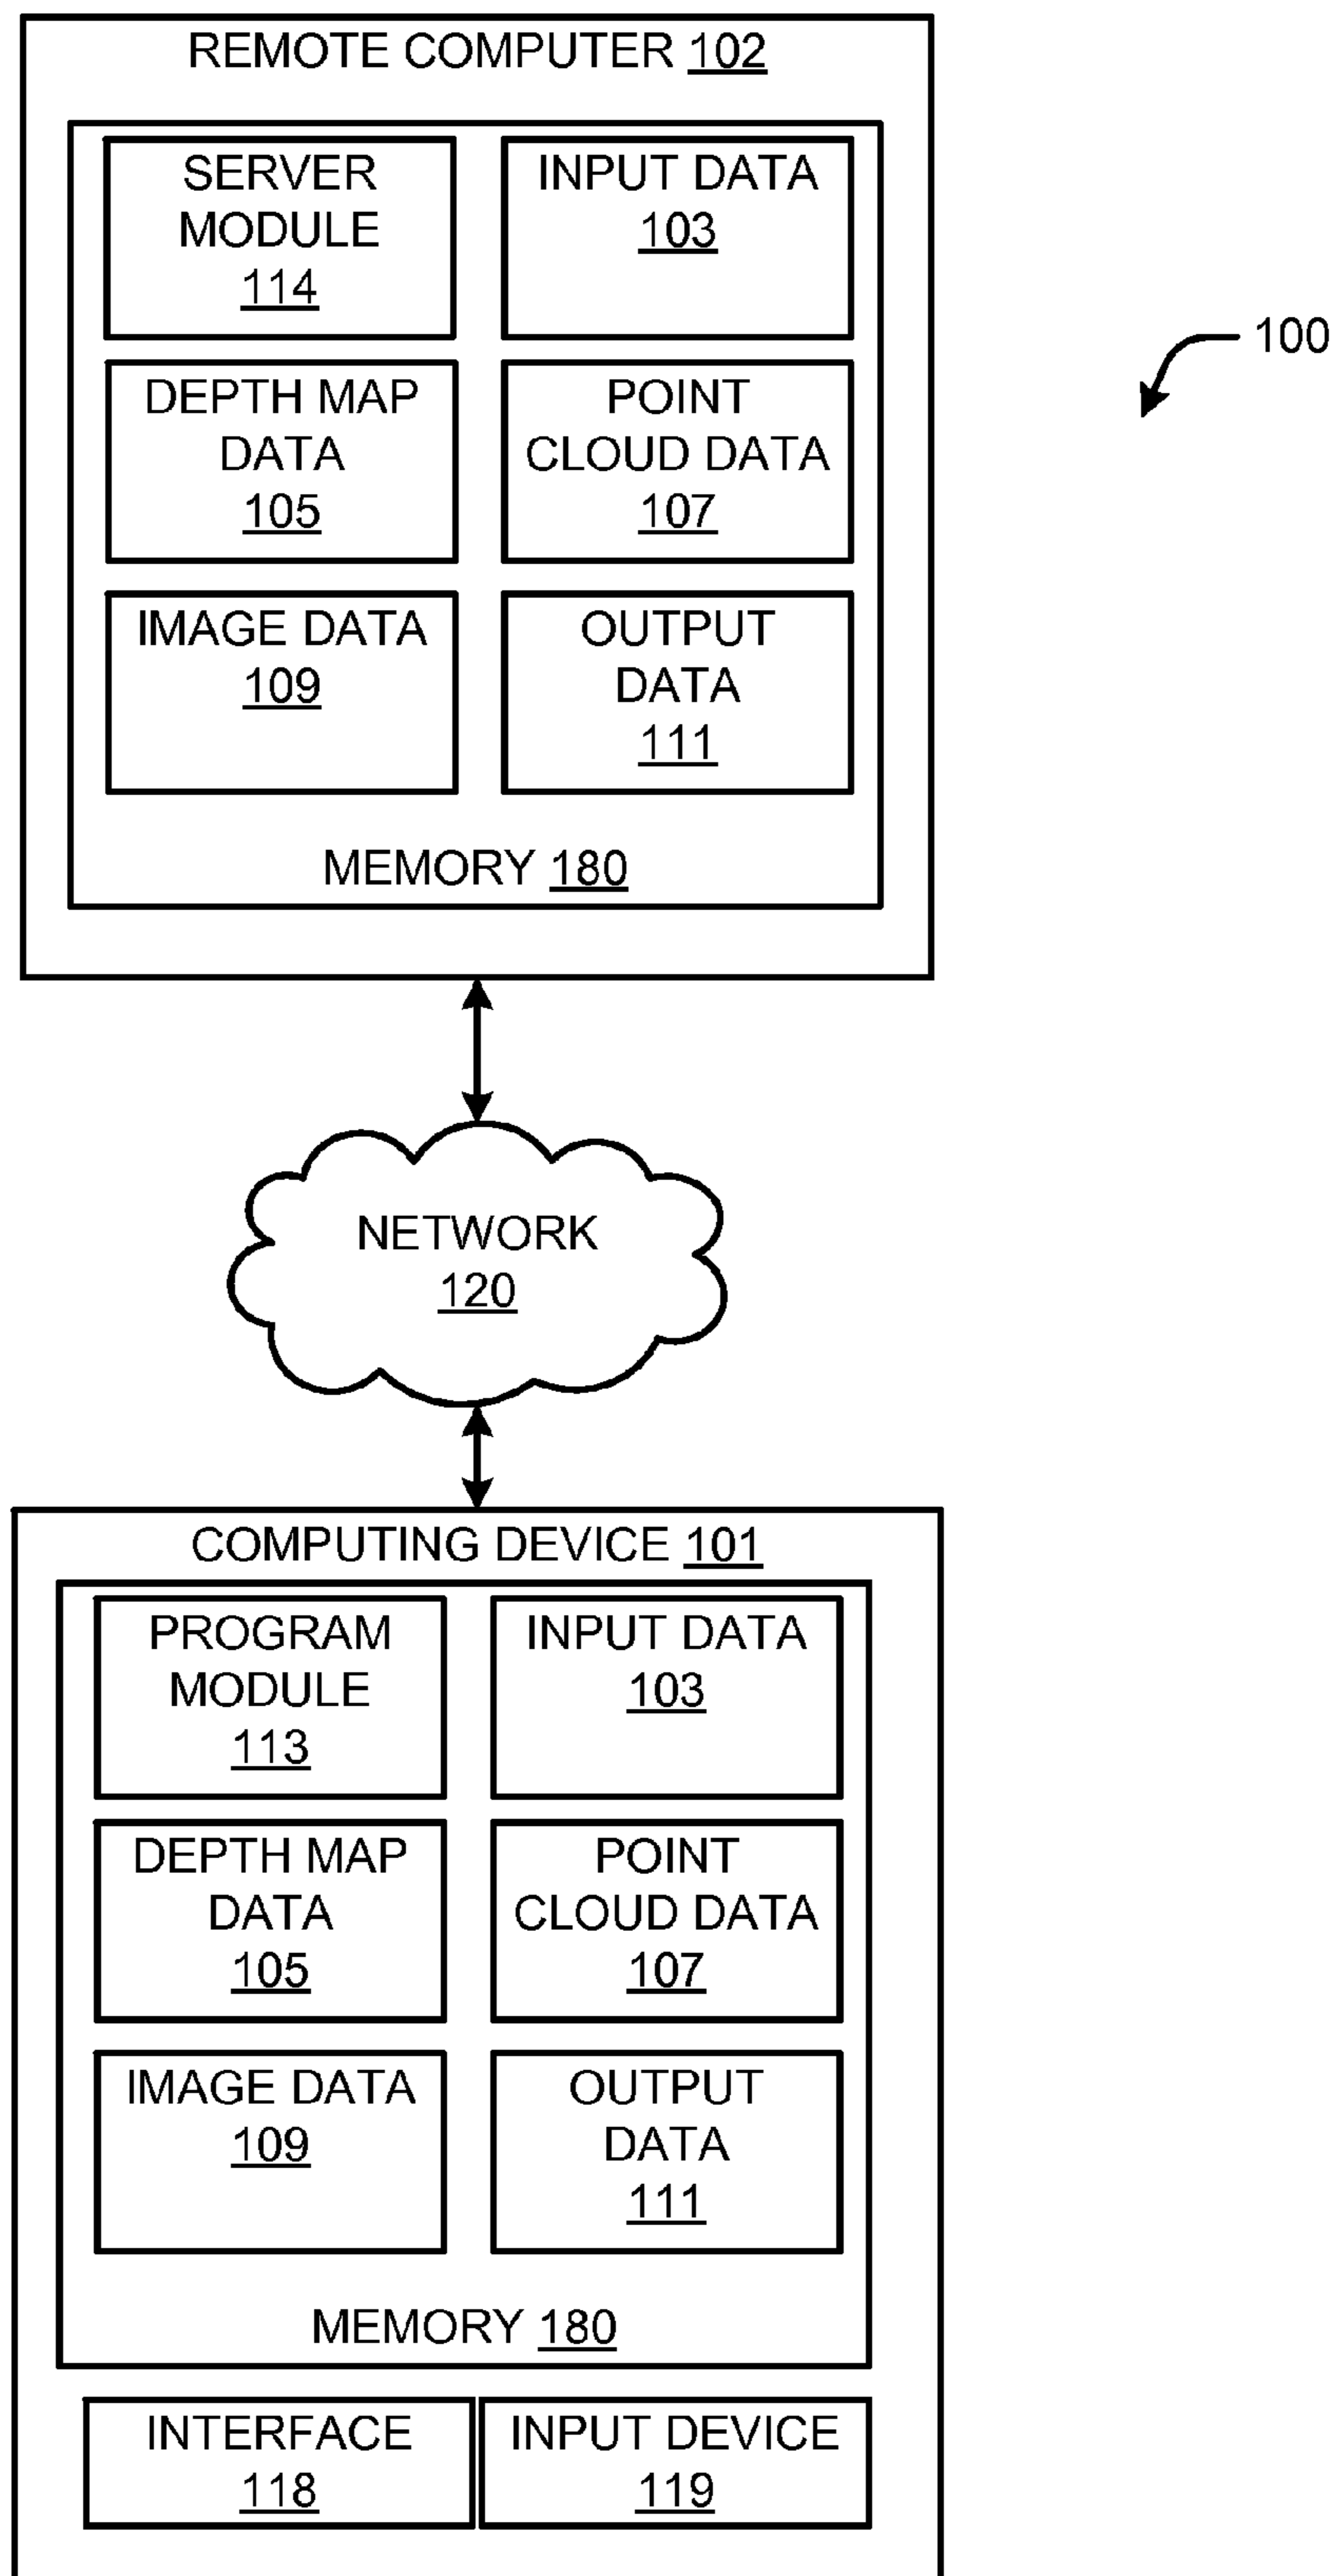 REMOTE COMPUTER 102
SERVER
MODULE
114
INPUT DATA
103
100
DEPTH MAP
DATA
105
POINT
CLOUD DATA
107
IMAGE DATA
109
OUTPUT
DATA
111
MEMORY 180
NETWORK
120
COMPUTING DEVICE 101
PROGRAM
MODULE
113
INPUT DATA
103
DEPTH MAP
DATA
105
POINT
CLOUD DATA
107
IMAGE DATA
109
OUTPUT
DATA
111
MEMORY 180
INTERFACE
118
INPUT DEVICE
119